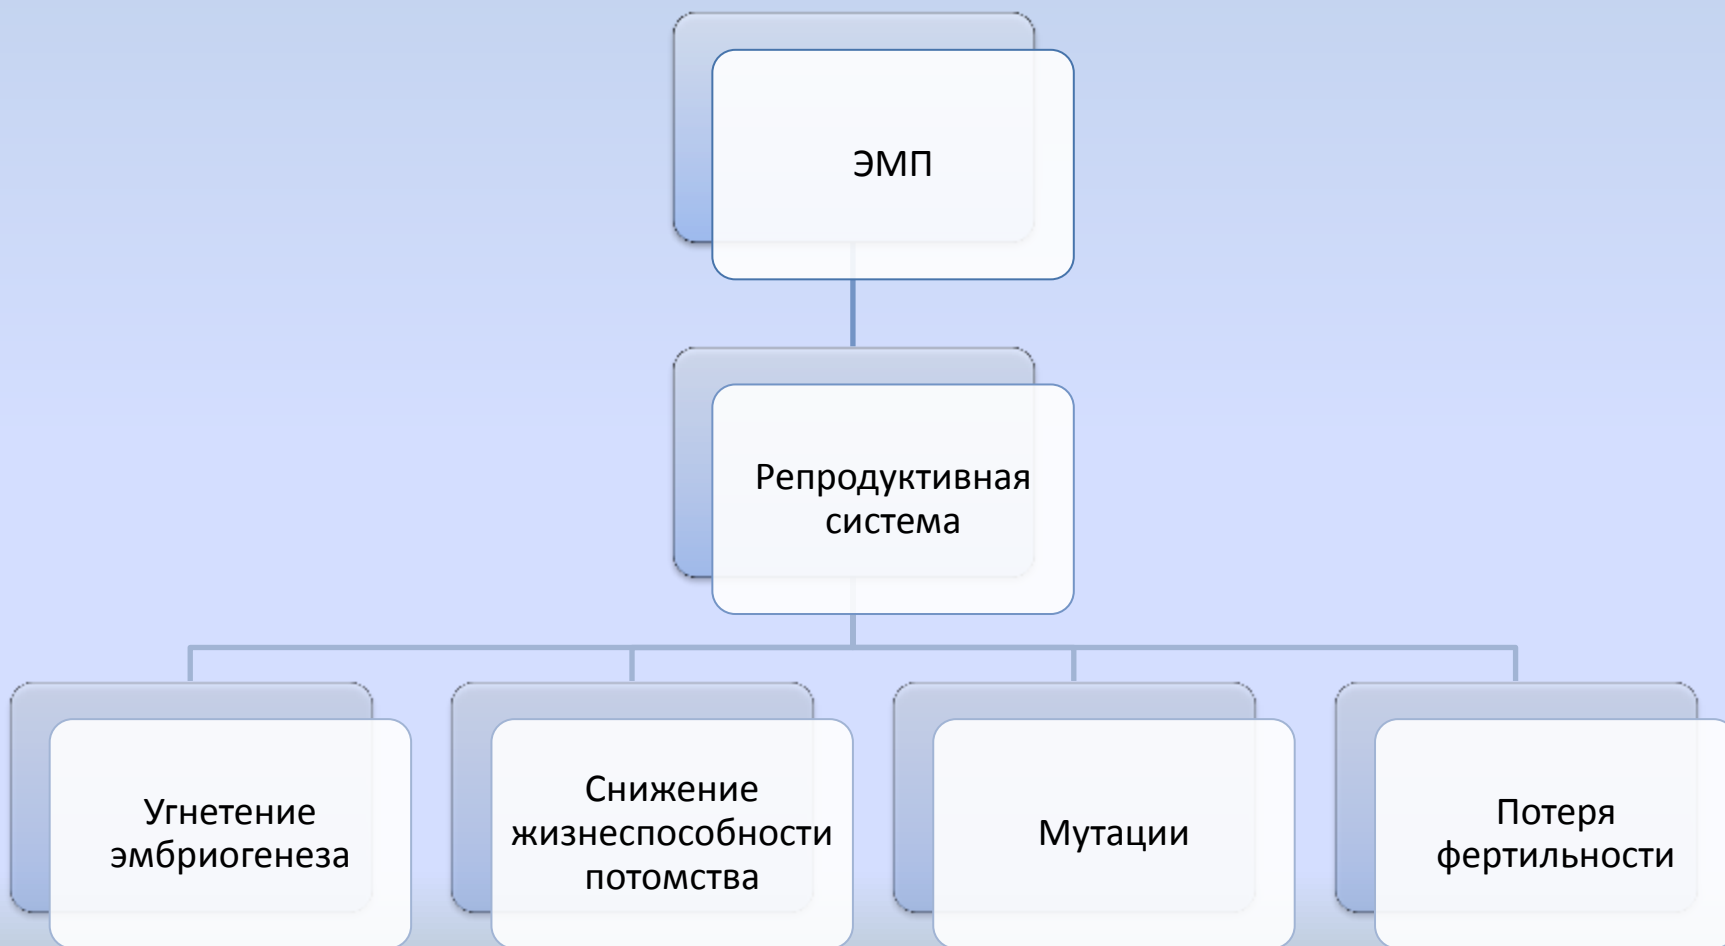 ЭМП
Репродуктивная
система
Угнетение
эмбриогенеза
Снижение
жизнеспособности
потомства
Мутации
Потеря
фертильности